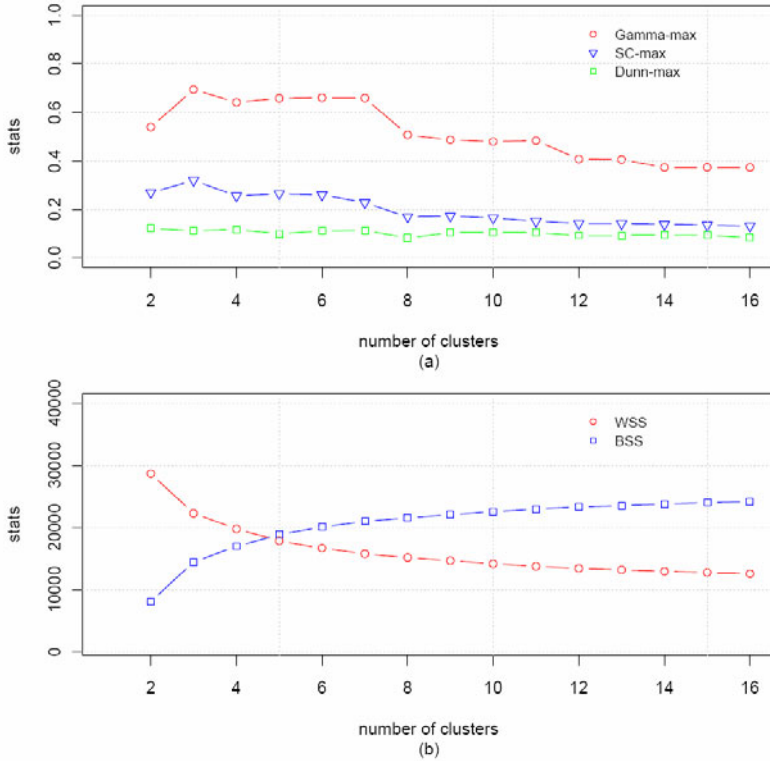 1.0
0.8
0.6
0.4
0.2
0.0
stats
Gamma-max
SC-max
Dunn-max
2 4 6 8 10 12 14 16
number of clusters
(a)
40000
30000
20000
10000
0
stats
WSS
BSS
2 4 6 8 10 12 14 16
number of clusters
(b)